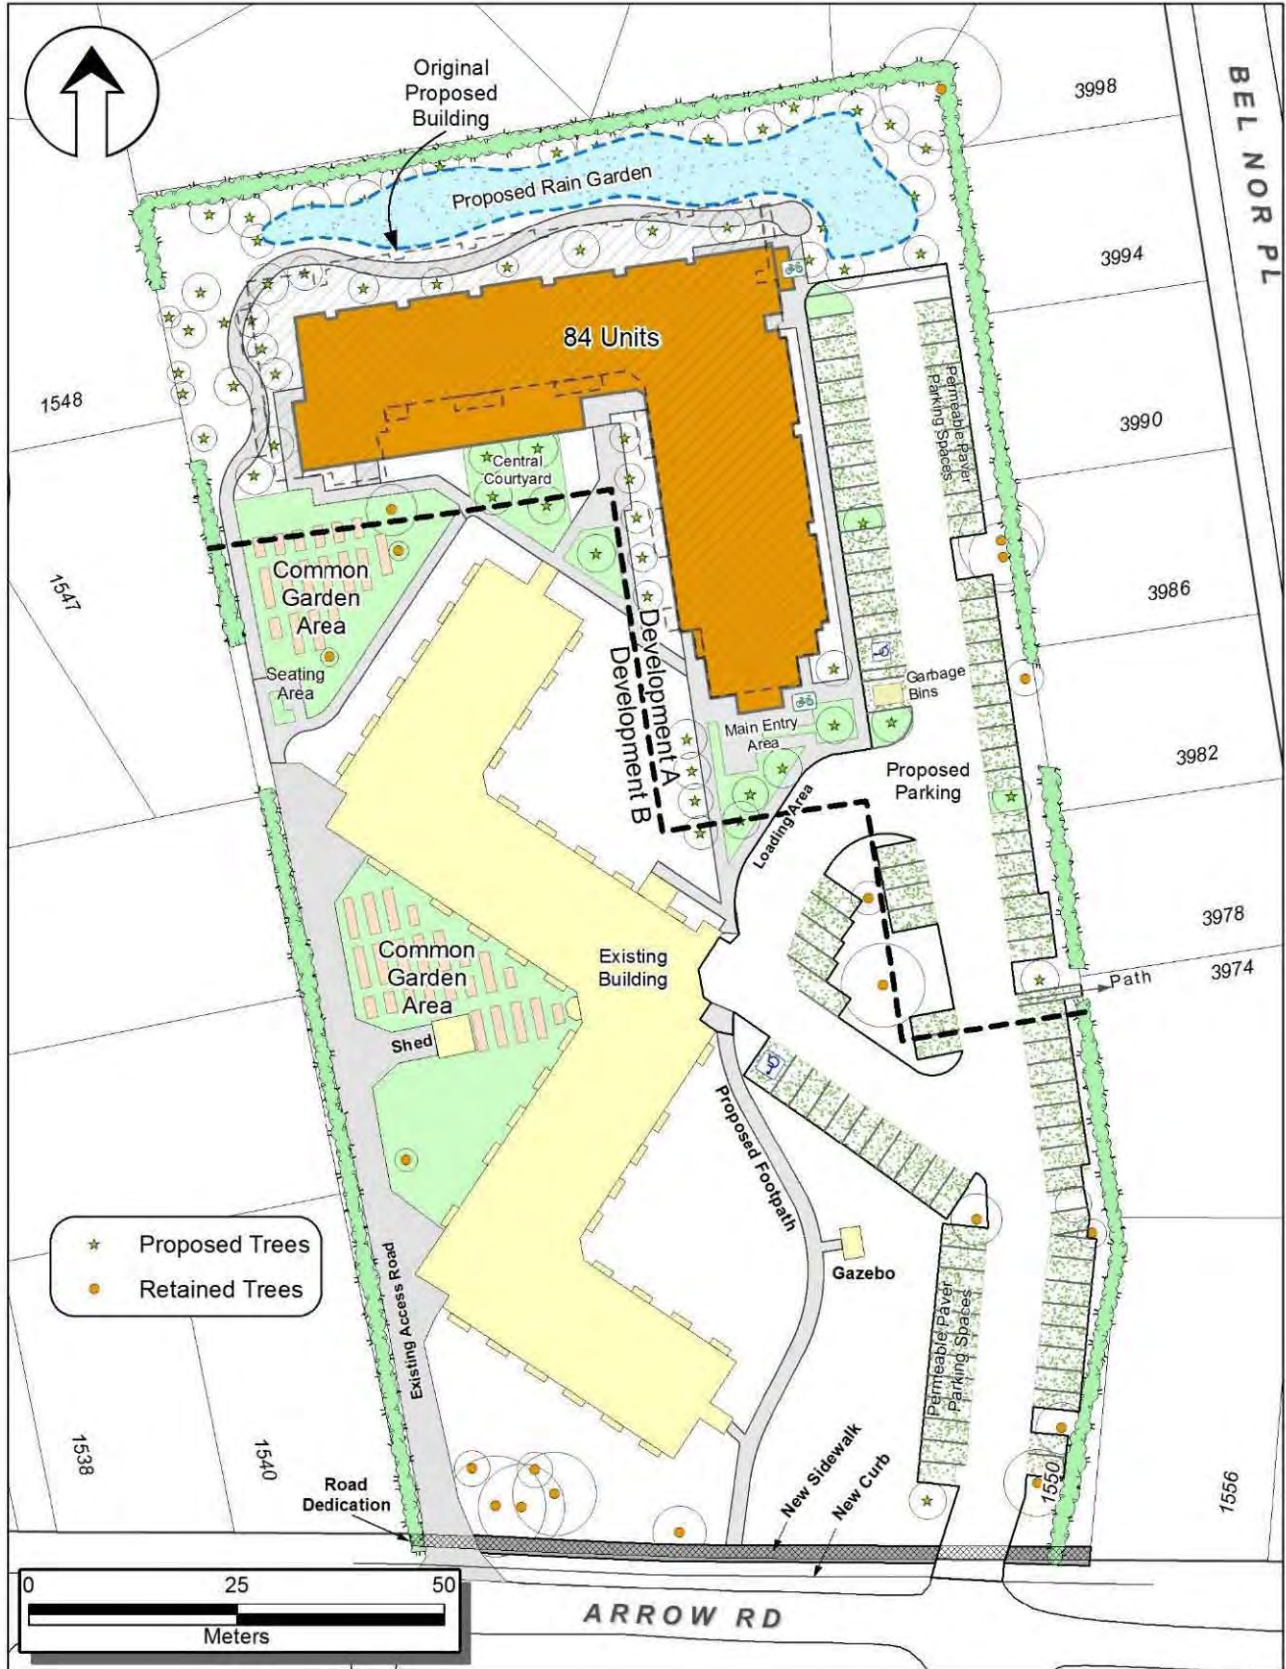 Original
Proposed
Building
3998
BEL NOR PL
Proposed Rain Garden
3994
84 Units
1548
Permeable Paver
Parking Spaces
3990
Central
Courtyard
1547
Common
Garden
Area
3986
Development A
Development B
Seating
Area
Garbage
Bins
Main Entry
Area
3982
Proposed
Parking
Loading Area
3978
Common
Garden
Area
Existing
Building
3974
Path
Shed
Proposed Footpath
Proposed Trees
Retained Trees
Gazebo
Existing Access Road
Permeable Paver
Parking Spaces
1538
1540
Road
Dedication
New Sidewalk
New Curb
1550
1556
0 25 50
Meters
ARROW RD